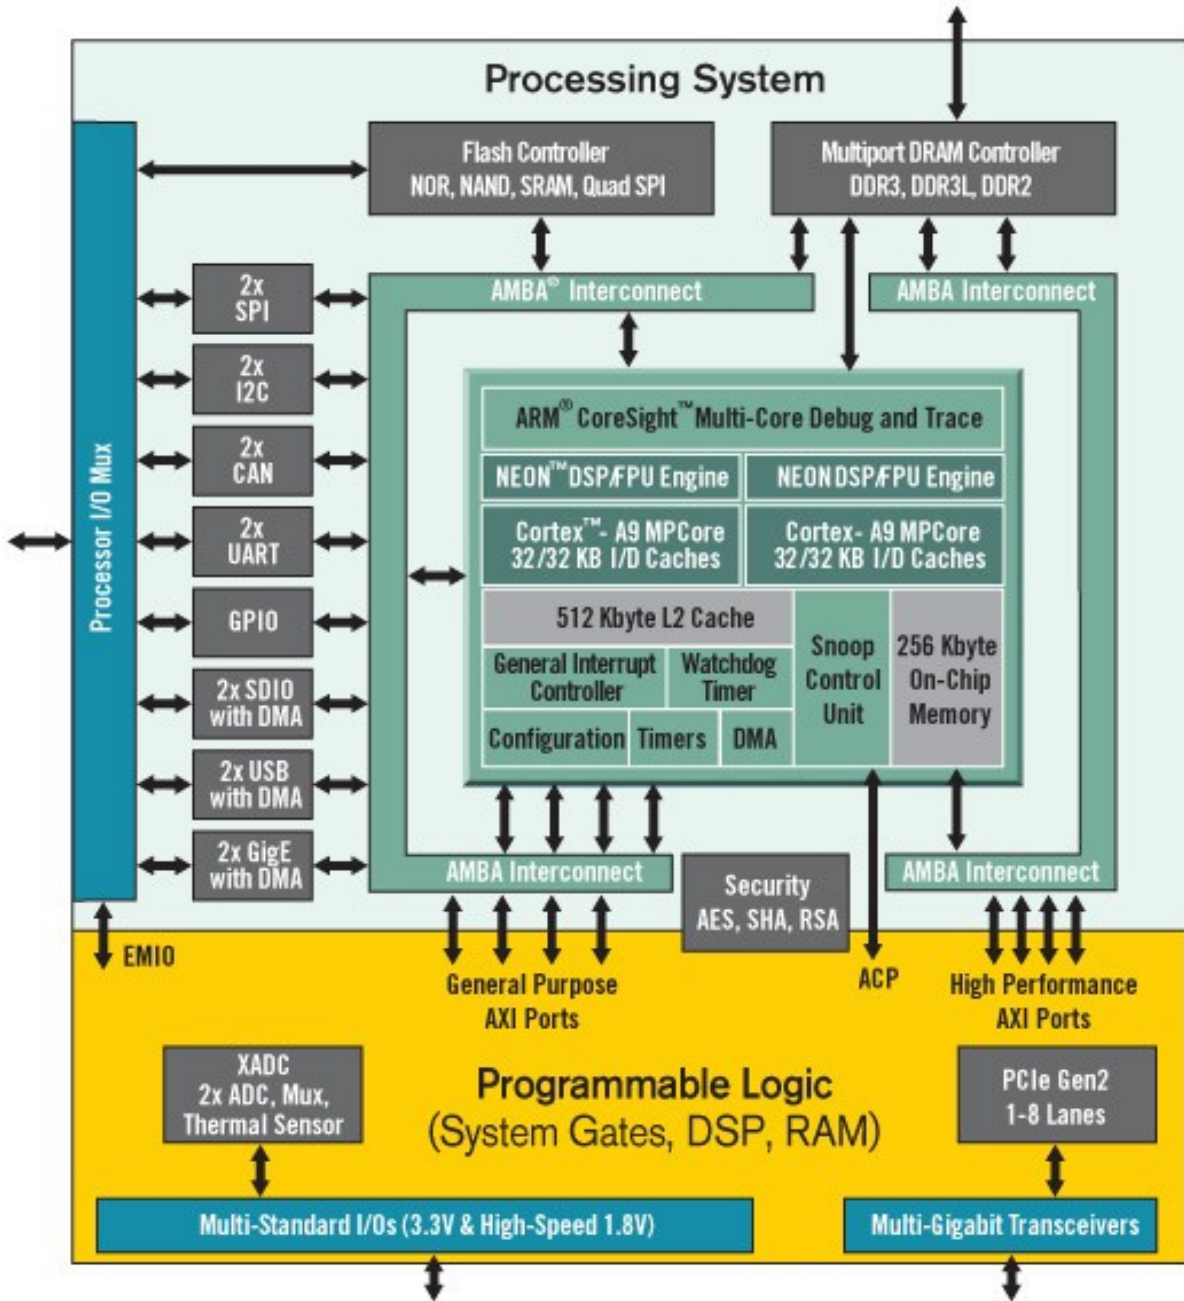 Processing System
Flash Controller
NOR, NAND, SRAM, Quad SPI
Multiport DRAM Controller
DDR3, DDR3L, DDR2
AMBA® Interconnect
AMBA Interconnect
Processor I/O Mux
2x
SPI
2x
I2C
2x
CAN
2x
UART
GPIO
2x SDIO
with DMA
2x USB
with DMA
2x GigE
with DMA
ARM® CoreSight™ Multi-Core Debug and Trace
NEON™ DSP/FPU Engine
NEON DSP/FPU Engine
Cortex™- A9 MPCore
32/32 KB I/D Caches
Cortex- A9 MPCore
32/32 KB I/D Caches
512 Kbyte L2 Cache
General Interrupt
Controller
Watchdog
Timer
Configuration
Timers
DMA
Snoop
Control
Unit
256 Kbyte
On-Chip
Memory
AMBA Interconnect
Security
AES, SHA, RSA
AMBA Interconnect
EMIO
General Purpose
AXI Ports
ACP
High Performance
AXI Ports
XADC
2x ADC, Mux,
Thermal Sensor
Programmable Logic
(System Gates, DSP, RAM)
PCIe Gen2
1-8 Lanes
Multi-Standard I/Os (3.3V & High-Speed 1.8V)
Multi-Gigabit Transceivers